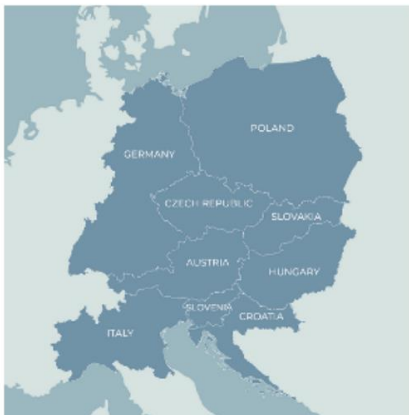 POLAND
GERMANY
CZECH REPUBLIC
SLOVAKIA
AUSTRIA
HUNGARY
SLOVENIA
CROATIA
ITALY